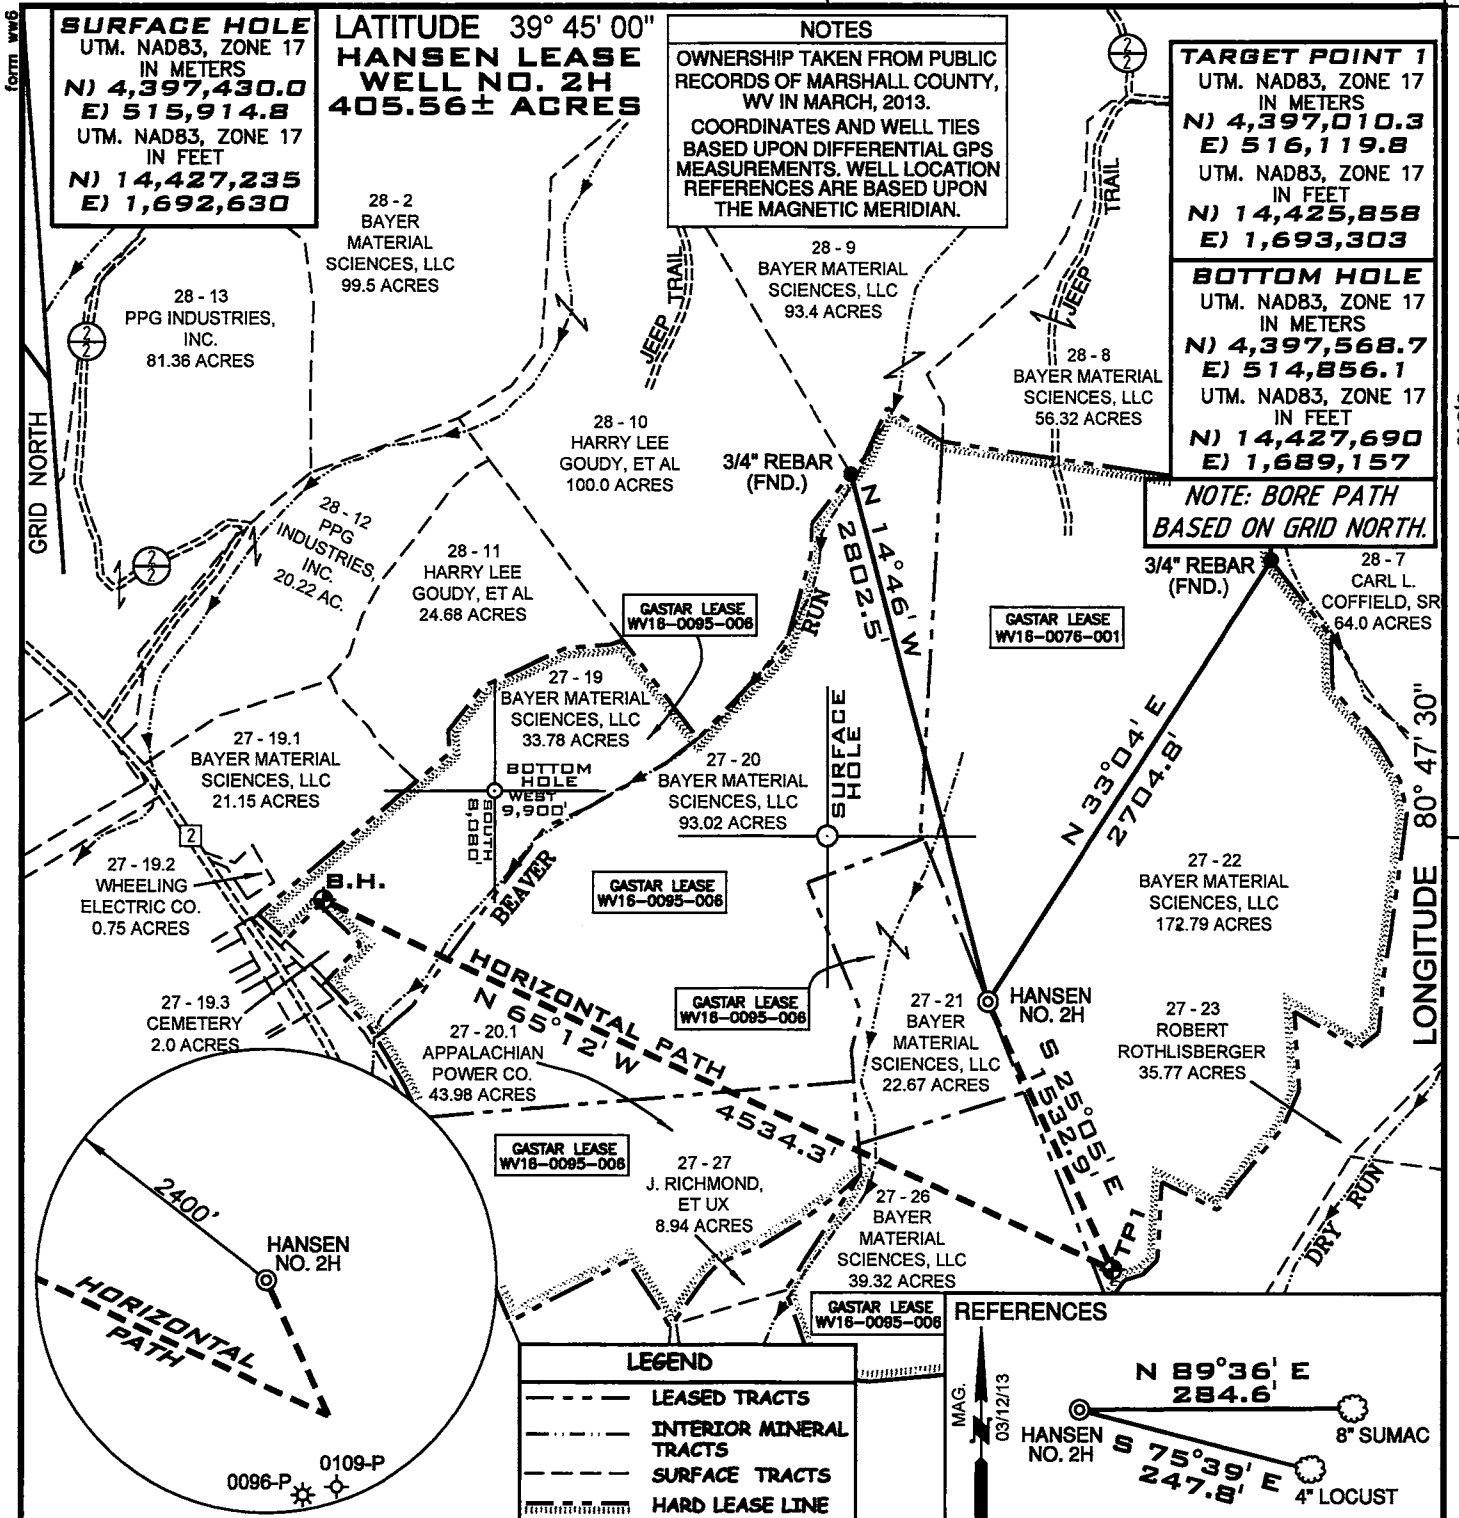 form ww6
SURFACE HOLE
UTM. NAD83, ZONE 17
IN METERS
N) 4,397,430.0
E) 515,914.8
UTM. NAD83, ZONE 17
IN FEET
N) 14,427,235
E) 1,692,630
LATITUDE 39° 45' 00"
HANSEN LEASE
WELL NO. 2H
405.56± ACRES
NOTES
OWNERSHIP TAKEN FROM PUBLIC
RECORDS OF MARSHALL COUNTY,
WV IN MARCH, 2013.
COORDINATES AND WELL TIES
BASED UPON DIFFERENTIAL GPS
MEASUREMENTS. WELL LOCATION
REFERENCES ARE BASED UPON
THE MAGNETIC MERIDIAN.
2
2
TARGET POINT 1
UTM. NAD83, ZONE 17
IN METERS
N) 4,397,010.3
E) 516,119.8
UTM. NAD83, ZONE 17
IN FEET
N) 14,425,858
E) 1,693,303
BOTTOM HOLE
UTM. NAD83, ZONE 17
IN METERS
N) 4,397,568.7
E) 514,856.1
UTM. NAD83, ZONE 17
IN FEET
N) 14,427,690
E) 1,689,157
NOTE: BORE PATH
BASED ON GRID NORTH.
28 - 2
BAYER
MATERIAL
SCIENCES, LLC
99.5 ACRES
28 - 13
PPG INDUSTRIES,
INC.
81.36 ACRES
2
2
JEEP TRAIL
28 - 9
BAYER MATERIAL
SCIENCES, LLC
93.4 ACRES
JEEP TRAIL
28 - 8
BAYER MATERIAL
SCIENCES, LLC
56.32 ACRES
GRID NORTH
28 - 10
HARRY LEE
GOUDY, ET AL
100.0 ACRES
3/4" REBAR
(FND.)
28 - 12
PPG
INDUSTRIES,
INC.
20.22 AC.
2
2
28 - 11
HARRY LEE
GOUDY, ET AL
24.68 ACRES
N 14°46' W
2802.5'
3/4" REBAR
(FND.)
28 - 7
CARL L.
COFFIELD, SR
64.0 ACRES
GASTAR LEASE
WV16-0095-006
RUN
GASTAR LEASE
WV16-0076-001
27 - 19
BAYER MATERIAL
SCIENCES, LLC
33.78 ACRES
SURFACE
HOLE
N 33°04' E
2704.8'
LONGITUDE 80° 47' 30"
27 - 19.1
BAYER MATERIAL
SCIENCES, LLC
21.15 ACRES
BOTTOM
HOLE
WEST
9,900'
SOUTH
8,080
27 - 20
BAYER MATERIAL
SCIENCES, LLC
93.02 ACRES
2
27 - 19.2
WHEELING
ELECTRIC CO.
0.75 ACRES
B.H.
BEAVER
GASTAR LEASE
WV16-0095-006
27 - 22
BAYER MATERIAL
SCIENCES, LLC
172.79 ACRES
HORIZONTAL PATH
N 65°12' W
4534.3'
GASTAR LEASE
WV16-0095-006
27 - 21
BAYER
MATERIAL
SCIENCES, LLC
22.67 ACRES
HANSEN
NO. 2H
27 - 23
ROBERT
ROTHLISBERGER
35.77 ACRES
27 - 19.3
CEMETERY
2.0 ACRES
27 - 20.1
APPALACHIAN
POWER CO.
43.98 ACRES
S 25°05' E
1532.9'
GASTAR LEASE
WV16-0095-006
27 - 27
J. RICHMOND,
ET UX
8.94 ACRES
27 - 26
BAYER
MATERIAL
SCIENCES, LLC
39.32 ACRES
TP1
DRY RUN
2400'
HANSEN
NO. 2H
HORIZONTAL
PATH
0096-P
0109-P
GASTAR LEASE
WV16-0095-006
LEGEND
LEASED TRACTS
INTERIOR MINERAL
TRACTS
SURFACE TRACTS
HARD LEASE LINE
REFERENCES
MAG.
03/12/13
N 89°36' E
284.6'
HANSEN
NO. 2H
8" SUMAC
S 75°39' E
247.8'
4" LOCUST